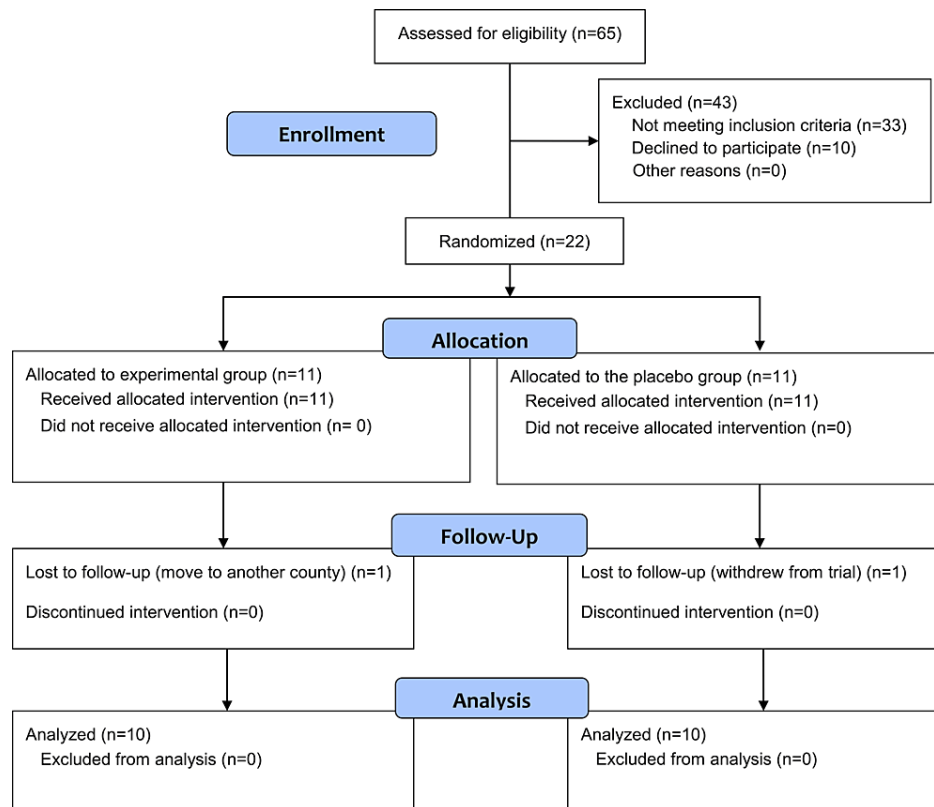 Assessed for eligibility (n=65)
Enrollment
Excluded (n=43)
Not meeting inclusion criteria (n=33)
Declined to participate (n=10)
Other reasons (n=0)
Randomized (n=22)
Allocation
Allocated to experimental group (n=11)
Received allocated intervention (n=11)
Did not receive allocated intervention (n= 0)
Allocated to the placebo group (n=11)
Received allocated intervention (n=11)
Did not receive allocated intervention (n=0)
Follow-Up
Lost to follow-up (move to another county) (n=1)
Discontinued intervention (n=0)
Lost to follow-up (withdrew from trial) (n=1)
Discontinued intervention (n=0)
Analysis
Analyzed (n=10)
Excluded from analysis (n=0)
Analyzed (n=10)
Excluded from analysis (n=0)